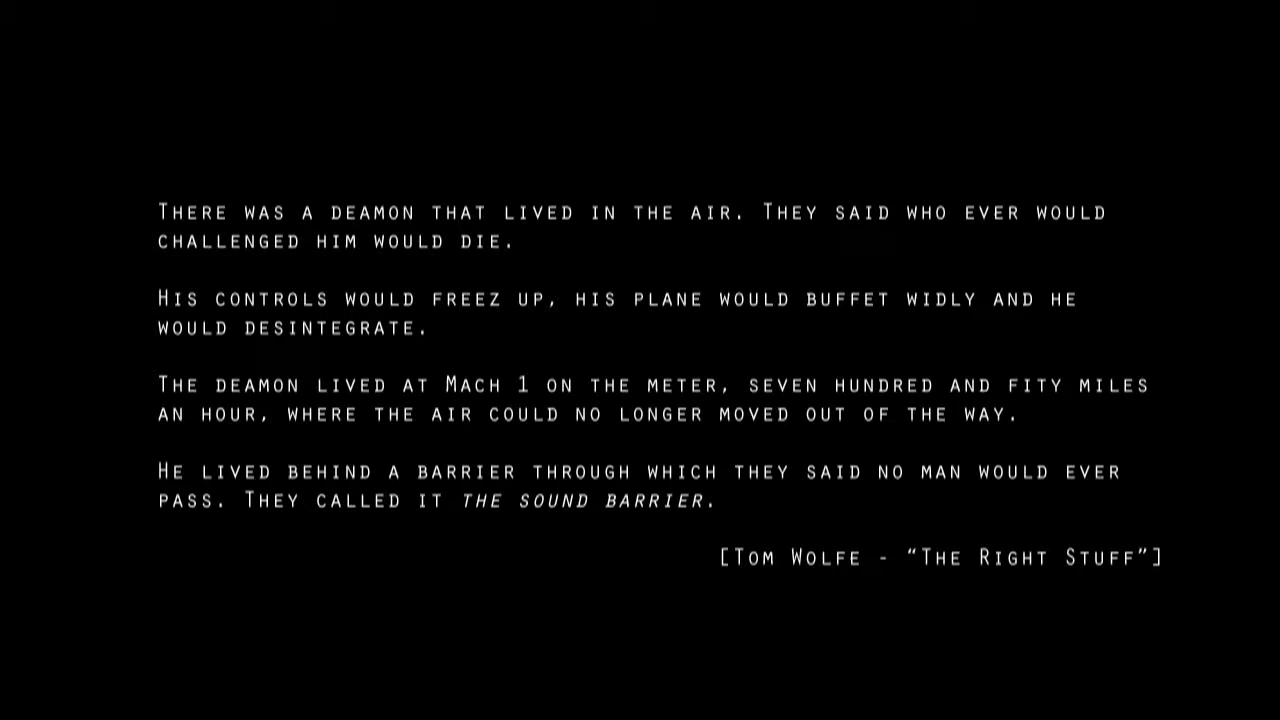 There was a deamon that lived in the air. They said who ever would
challenged him would die.
His controls would freez up, his plane would buffet widly and he
would desintegrate.
The deamon lived at Mach 1 on the meter, seven hundred and fity miles
an hour, where the air could no longer moved out of the way.
He lived behind a barrier through which they said no man would ever
pass. They called it the sound barrier.
[Tom Wolfe - “The Right Stuff”]